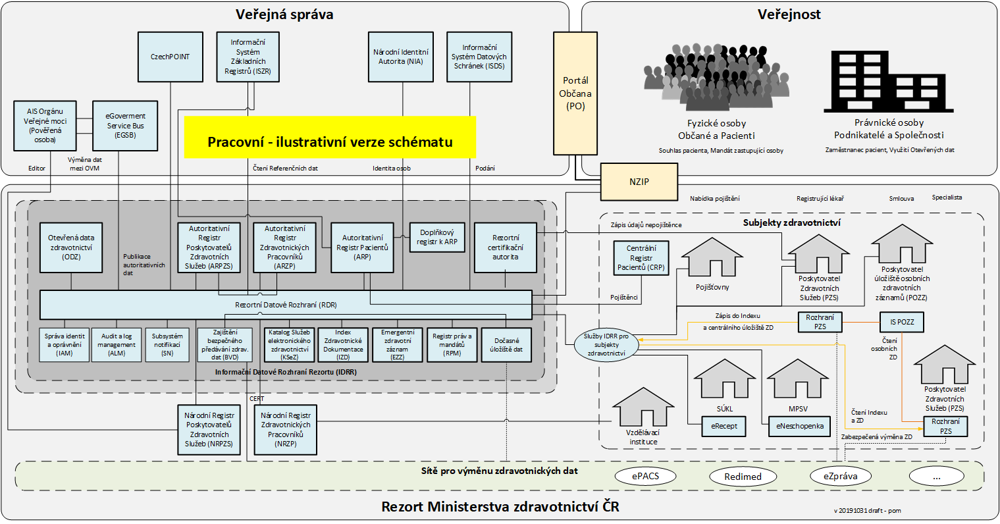 Veřejná správa
Veřejnost
CzechPOINT
Informační
Systém
Základních
Registrů (ISZR)
Národní Identitní
Autorita (NIA)
Informační
Systém Datových
Schránek (ISDS)
Portál
Občana
(PO)
AIS Orgánu
Veřejné moci
(Pověřená
osoba)
eGoverment
Service Bus
(EGSB)
Pracovní - ilustrativní verze schématu
Fyzické osoby
Občané a Pacienti
Souhlas pacienta, Mandát zastupující osoby
Právnické osoby
Podnikatelé a Společnosti
Zaměstnanec pacient, Využití Otevřených dat
Editor
Výměna dat
mezi OVM
Čtení Referenčních dat
Identita osob
Podání
NZIP
Nabídka pojištění
Registrující lékař
Smlouva
Specialista
Otevřená data
zdravotnictví
(ODZ)
Publikace
autoritativních
dat
Autoritativní
Registr
Poskytovatelů
Zdravotních
Služeb (ARPZS)
Autoritativní
Registr
Zdravotnických
Pracovníků
(ARZP)
Autoritativní
Registr Pacientů
(ARP)
Doplňkový
registr k ARP
Rezortní
certifikační
autorita
Zápis údajů nepojištěnce
Subjekty zdravotnictví
Centrální
Registr
Pacientů (CRP)
Pojišťovny
Poskytovatel
Zdravotních
Služeb (PZS)
Poskytovatel
úložiště osobních
zdravotních
záznamů (POZZ)
Pojištěnci
Rezortní Datové Rozhraní (RDR)
Zápis do Indexu
a centrálního úložiště ZD
Rozhraní
PZS
IS POZZ
Správa identit
a oprávnění
(IAM)
Audit a log
management
(ALM)
Subsystém
notifikací
(SN)
Zajištění
bezpečného
předávání zdrav.
dat (BVD)
Katalog Služeb
elektronického
zdravotnictví
(KSeZ)
Index
Zdravotnické
Dokumentace
(IZD)
Emergentní
zdravotní
záznam
(EZZ)
Registr práv a
mandátů
(RPM)
Dočasné
úložiště dat
Služby IDRR pro
subjekty
zdravotnictví
Čtení
osobních
ZD
Informační Datové Rozhraní Rezortu (IDRR)
CERT
Národní Registr
Poskytovatelů
Zdravotních
Služeb (NRPZS)
Národní Registr
Zdravotnických
Pracovníků
(NRZP)
Vzdělávací
instituce
SÚKL
eRecept
MPSV
eNeschopenka
Poskytovatel
Zdravotních
Služeb (PZS)
Čtení Indexu
a ZD
Rozhraní
PZS
Zabezpečená výměna ZD
Sítě pro výměnu zdravotnických dat
ePACS
Redimed
eZpráva
...
Rezort Ministerstva zdravotnictví ČR
v 20191031 draft - pom